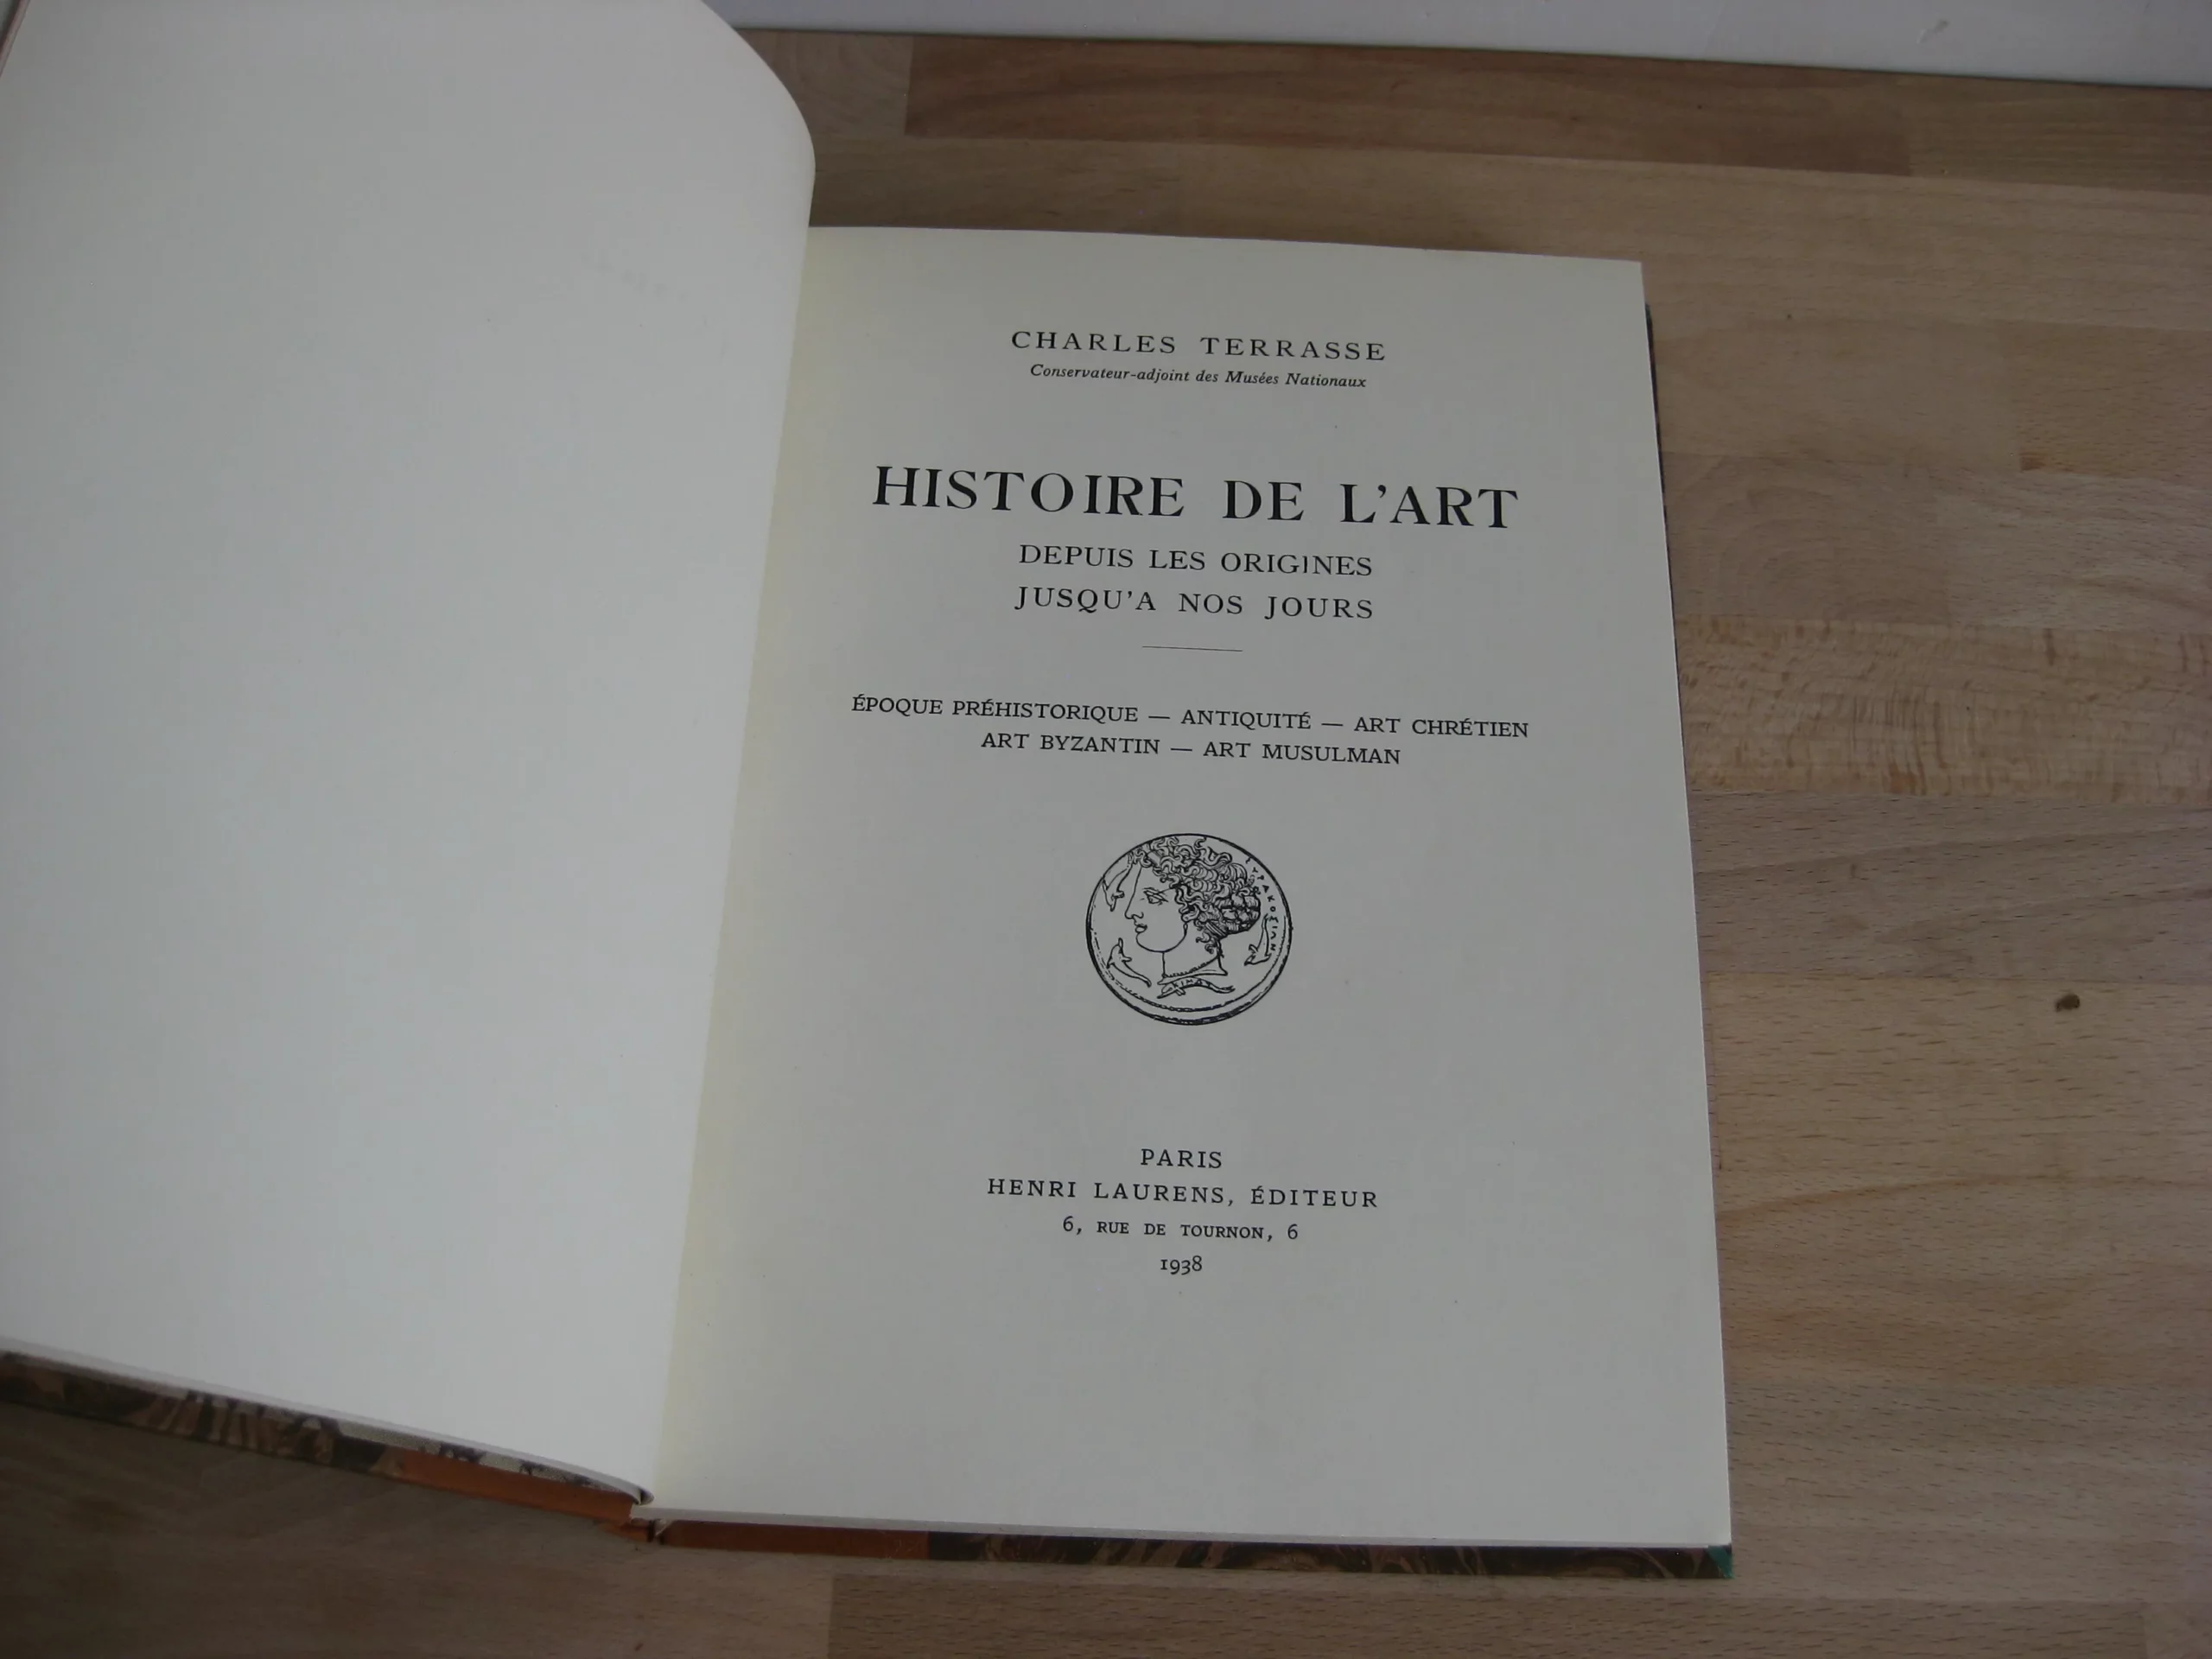 CHARLES TERRASSE
Conservateur-adjoint des Musées Nationaux
HISTOIRE DE L'ART
DEPUIS LES ORIGINES
JUSQU'A NOS JOURS
ÉPOQUE PRÉHISTORIQUE — ANTIQUITÉ — ART CHRÉTIEN
ART BYZANTIN — ART MUSULMAN
PARIS
HENRI LAURENS, ÉDITEUR
6, RUE DE TOURNON, 6
1938